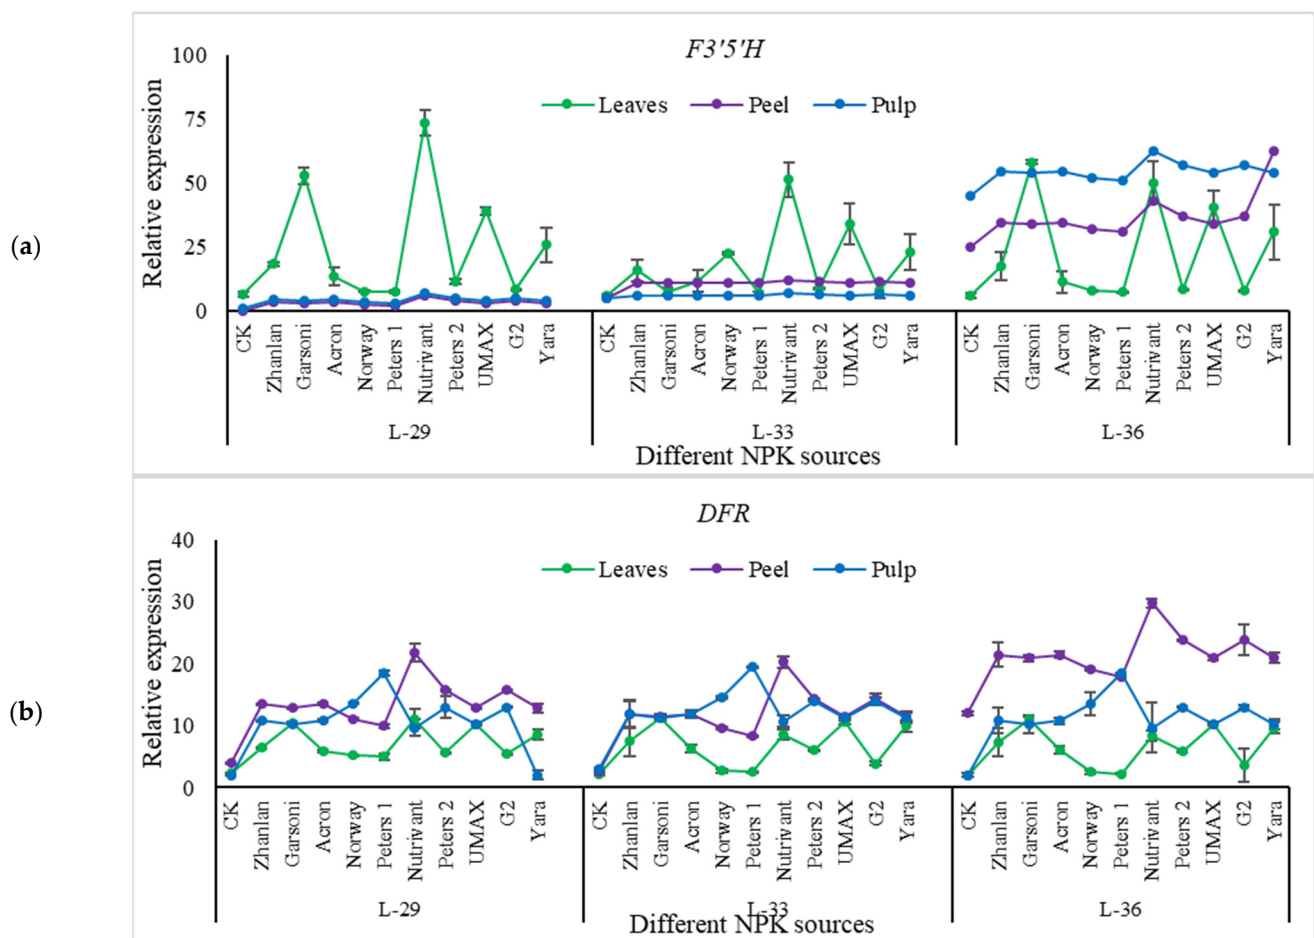 (a)
F3'5'H
Relative expression
100
75
50
25
0
Leaves Peel Pulp
CK Zhanlan Garsoni Acron Norway Peters 1 Nutrivant Peters 2 UMAX G2 Yara
CK Zhanlan Garsoni Acron Norway Peters 1 Nutrivant Peters 2 UMAX G2 Yara
CK Zhanlan Garsoni Acron Norway Peters 1 Nutrivant Peters 2 UMAX G2 Yara
L-29 L-33 L-36
Different NPK sources
(b)
DFR
Relative expression
40
30
20
10
0
Leaves Peel Pulp
CK Zhanlan Garsoni Acron Norway Peters 1 Nutrivant Peters 2 UMAX G2 Yara
CK Zhanlan Garsoni Acron Norway Peters 1 Nutrivant Peters 2 UMAX G2 Yara
CK Zhanlan Garsoni Acron Norway Peters 1 Nutrivant Peters 2 UMAX G2 Yara
L-29 L-33 L-36
Different NPK sources